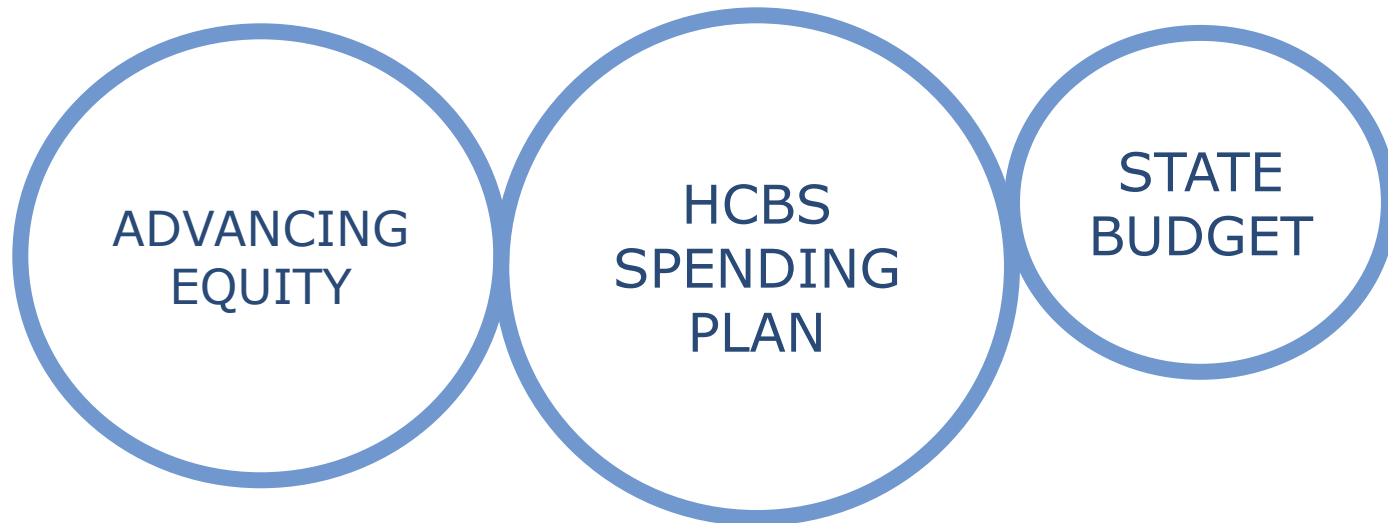 ADVANCING
EQUITY
HCBS
SPENDING
PLAN
STATE
BUDGET